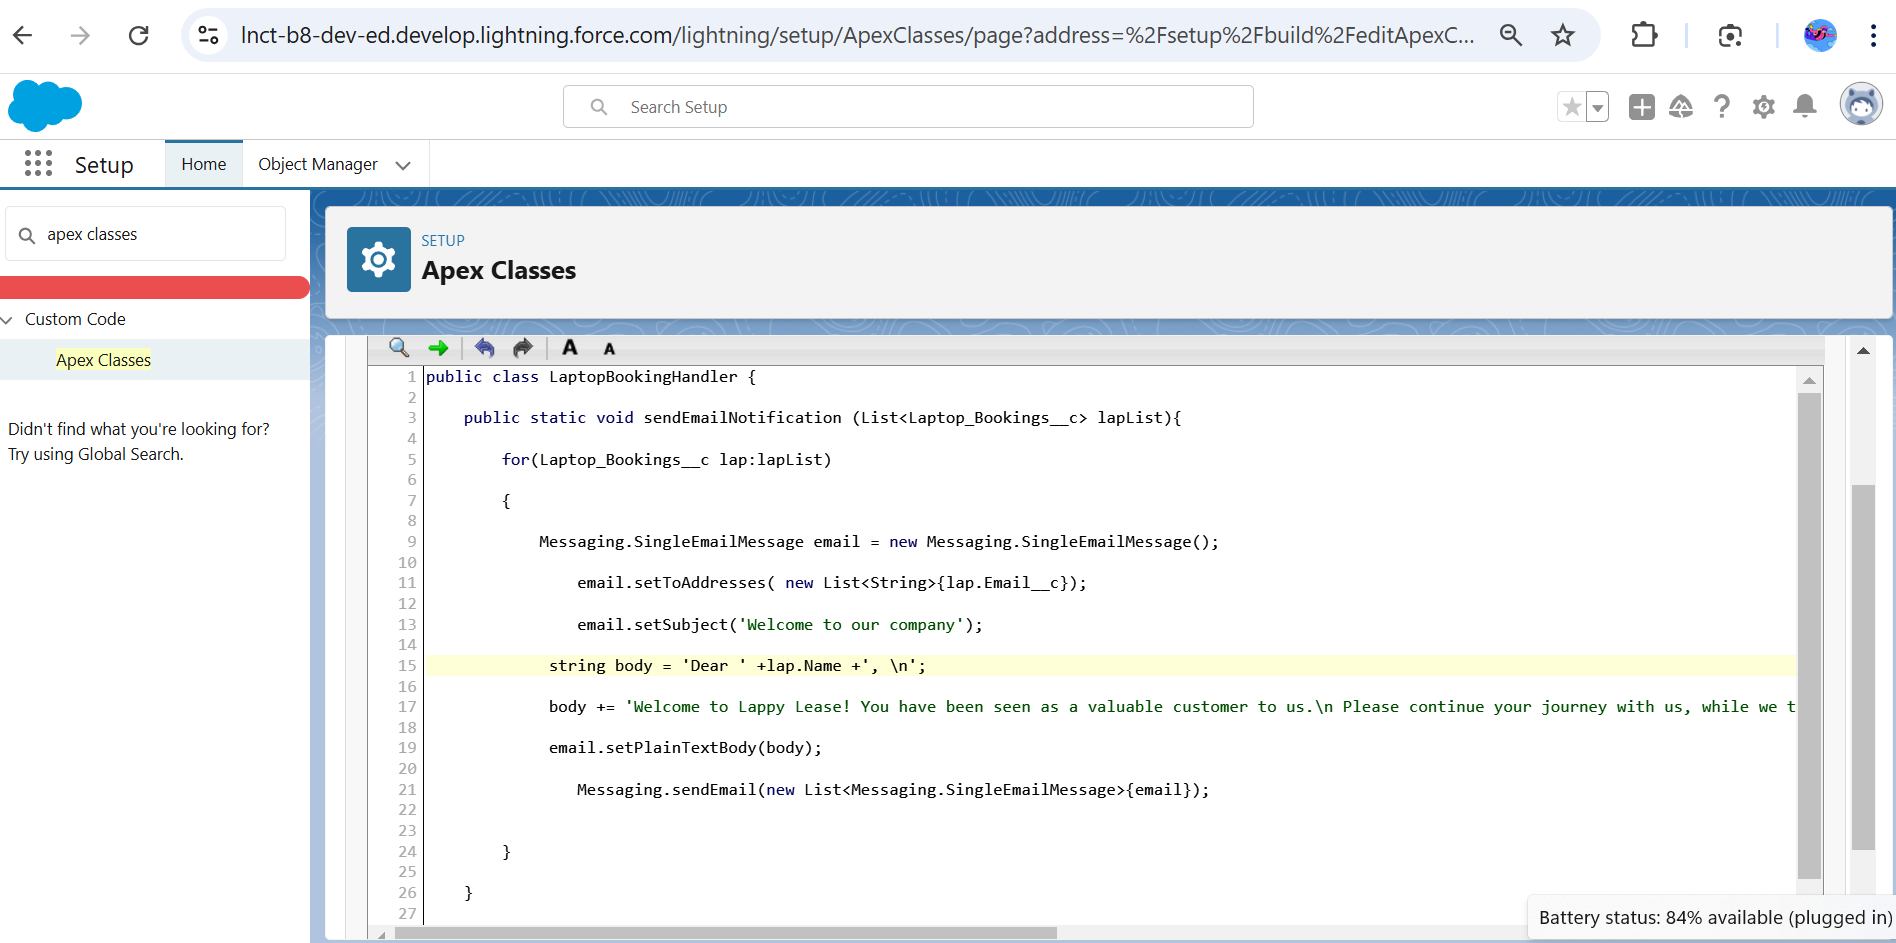 lnct-b8-dev-ed.develop.lightning.force.com/lightning/setup/ApexClasses/page?address=%2Fsetup%2Fbuild%2FeditApexC...
Search Setup
Setup
Home
Object Manager
apex classes
Custom Code
Apex Classes
Didn't find what you're looking for?
Try using Global Search.
SETUP
Apex Classes
A A
1 public class LaptopBookingHandler {
2
3 public static void sendEmailNotification (List<Laptop_Bookings__c> lapList){
4
5 for(Laptop_Bookings__c lap:lapList)
6
7 {
8
9 Messaging.SingleEmailMessage email = new Messaging.SingleEmailMessage();
10
11 email.setToAddresses( new List<String>{lap.Email__c});
12
13 email.setSubject('Welcome to our company');
14
15 string body = 'Dear ' +lap.Name +', \n';
16
17 body += 'Welcome to Lappy Lease! You have been seen as a valuable customer to us.\n Please continue your journey with us, while we t
18
19 email.setPlainTextBody(body);
20
21 Messaging.sendEmail(new List<Messaging.SingleEmailMessage>{email});
22
23
24 }
25
26 }
27
Battery status: 84% available (plugged in)